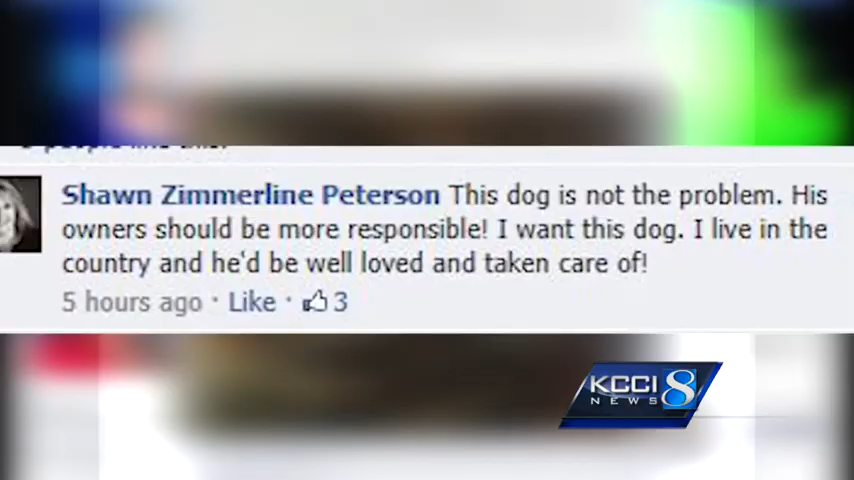 Shawn Zimmerline Peterson This dog is not the problem. His
owners should be more responsible! I want this dog. I live in the
country and he'd be well loved and taken care of!
5 hours ago · Like · 3
KCCI 8
NEWS